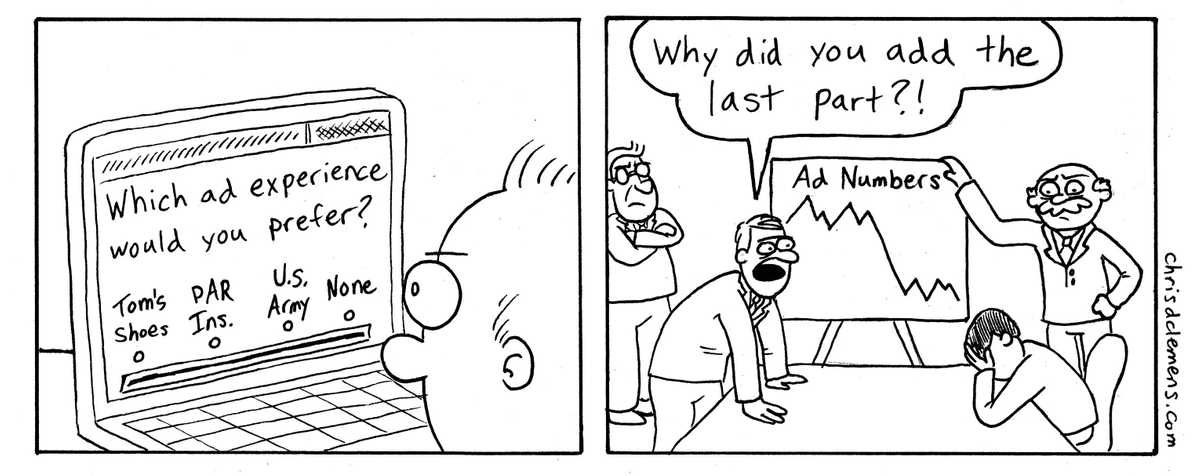 Which ad experience
would you prefer?
Tom's
Shoes
PAR
Ins.
U.S.
Army
None
Why did you add the
last part?!
Ad Numbers
chrisdclemens.com